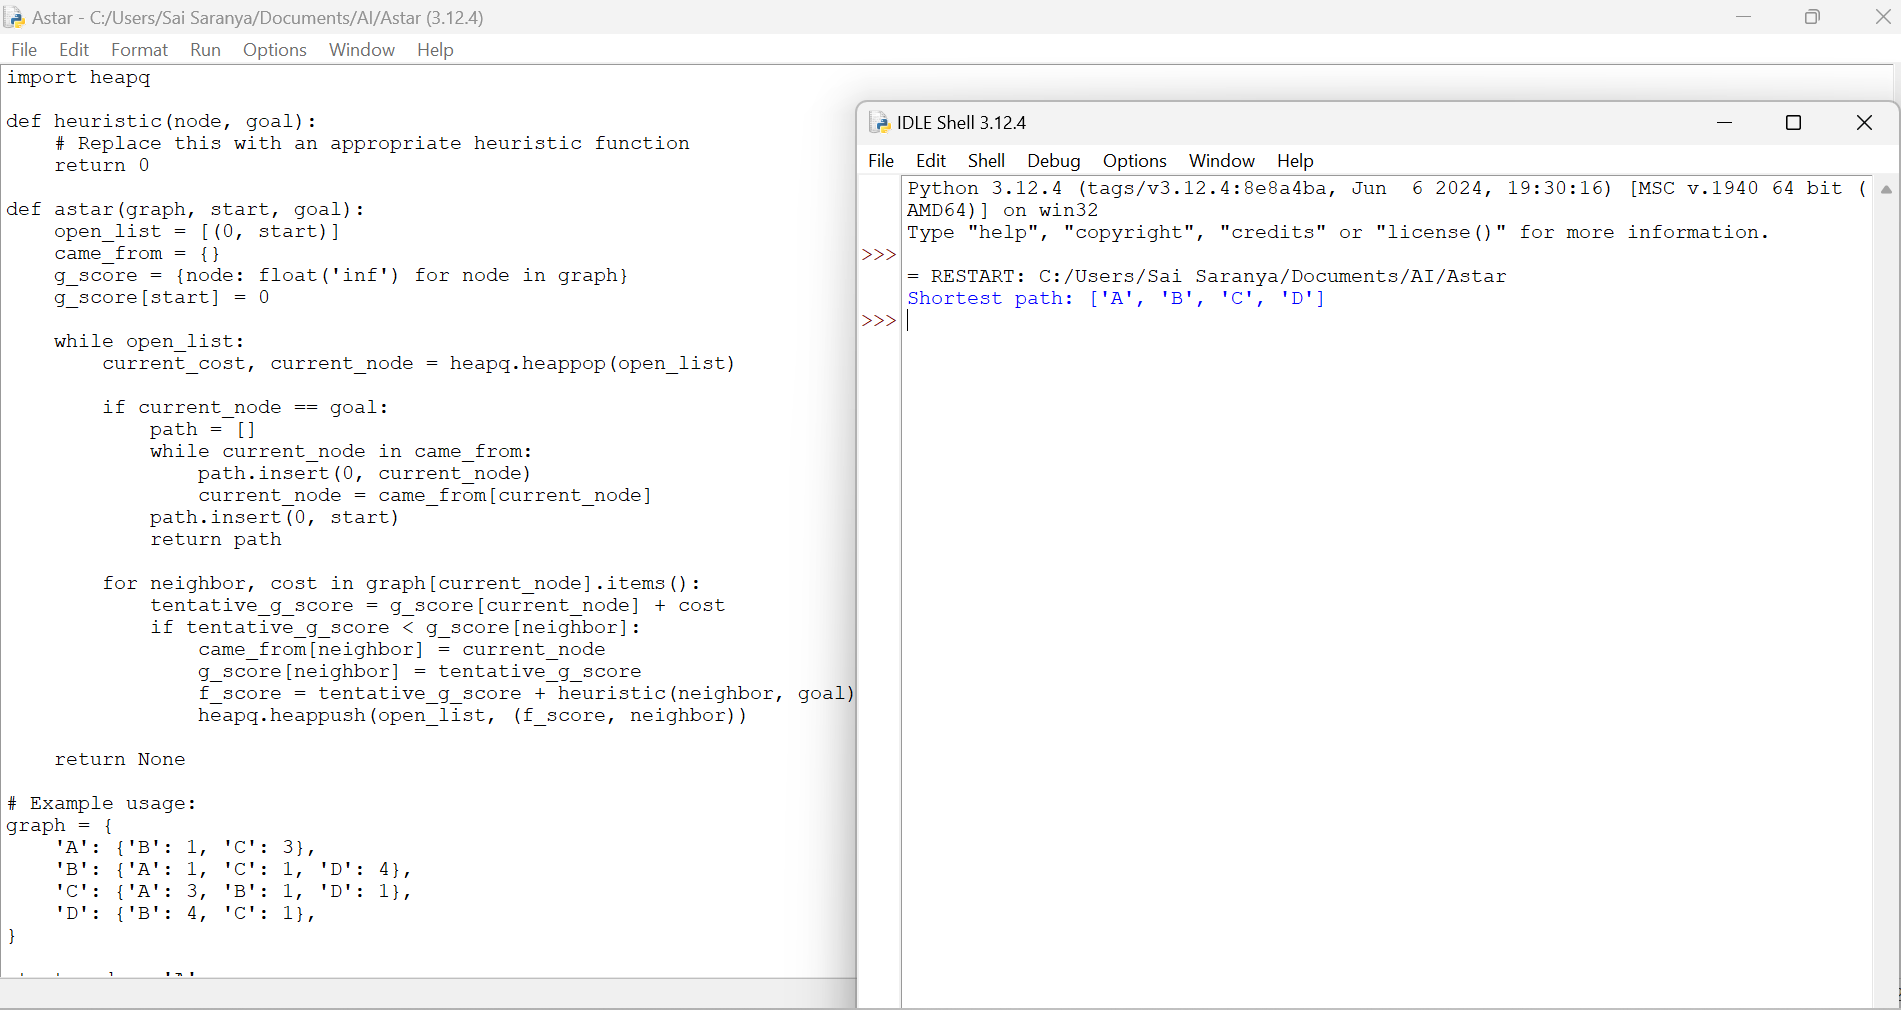 Astar - C:/Users/Sai Saranya/Documents/AI/Astar (3.12.4)
File Edit Format Run Options Window Help
import heapq

def heuristic(node, goal):
    # Replace this with an appropriate heuristic function
    return 0

def astar(graph, start, goal):
    open_list = [(0, start)]
    came_from = {}
    g_score = {node: float('inf') for node in graph}
    g_score[start] = 0

    while open_list:
        current_cost, current_node = heapq.heappop(open_list)

        if current_node == goal:
            path = []
            while current_node in came_from:
                path.insert(0, current_node)
                current_node = came_from[current_node]
            path.insert(0, start)
            return path

        for neighbor, cost in graph[current_node].items():
            tentative_g_score = g_score[current_node] + cost
            if tentative_g_score < g_score[neighbor]:
                came_from[neighbor] = current_node
                g_score[neighbor] = tentative_g_score
                f_score = tentative_g_score + heuristic(neighbor, goal)
                heapq.heappush(open_list, (f_score, neighbor))

    return None

# Example usage:
graph = {
    'A': {'B': 1, 'C': 3},
    'B': {'A': 1, 'C': 1, 'D': 4},
    'C': {'A': 3, 'B': 1, 'D': 1},
    'D': {'B': 4, 'C': 1},
}
IDLE Shell 3.12.4
File Edit Shell Debug Options Window Help
Python 3.12.4 (tags/v3.12.4:8e8a4ba, Jun  6 2024, 19:30:16) [MSC v.1940 64 bit (
AMD64)] on win32
Type "help", "copyright", "credits" or "license()" for more information.
>>>
= RESTART: C:/Users/Sai Saranya/Documents/AI/Astar
Shortest path: ['A', 'B', 'C', 'D']
>>>